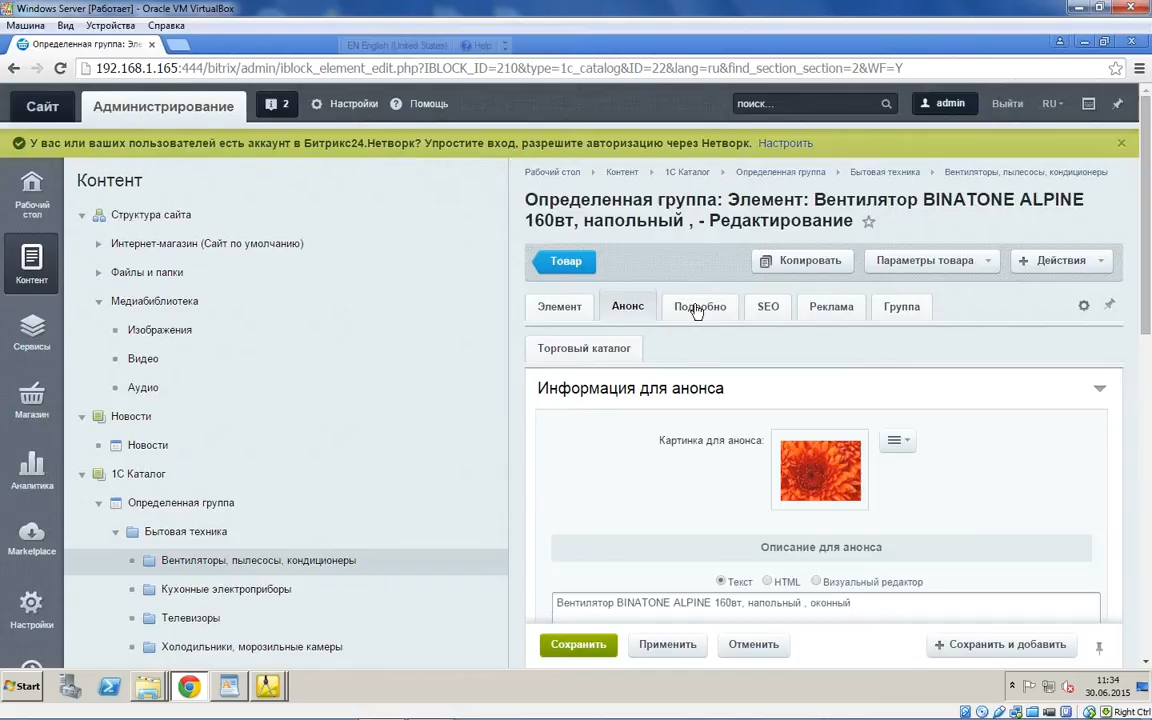 Windows Server [Работает] - Oracle VM VirtualBox
Машина Вид Устройства Справка
Определенная группа: Эле
EN English (United States) Help
192.168.1.165:444/bitrix/admin/iblock_element_edit.php?IBLOCK_ID=210&type=1c_catalog&ID=22&lang=ru&find_section_section=2&WF=Y
Сайт Администрирование 2 Настройки Помощь поиск... admin Выйти RU
У вас или ваших пользователей есть аккаунт в Битрикс24.Нетворк? Упростите вход, разрешите авторизацию через Нетворк. Настроить
Рабочий стол
Контент
Сервисы
Магазин
Аналитика
Marketplace
Настройки
Контент
Структура сайта
Интернет-магазин (Сайт по умолчанию)
Файлы и папки
Медиабиблиотека
Изображения
Видео
Аудио
Новости
Новости
1С Каталог
Определенная группа
Бытовая техника
Вентиляторы, пылесосы, кондиционеры
Кухонные электроприборы
Телевизоры
Холодильники, морозильные камеры
Рабочий стол Контент 1С Каталог Определенная группа Бытовая техника Вентиляторы, пылесосы, кондиционеры
Определенная группа: Элемент: Вентилятор BINATONE ALPINE
160вт, напольный , - Редактирование
Товар Копировать Параметры товара Действия
Элемент Анонс Подробно SEO Реклама Группа
Торговый каталог
Информация для анонса
Картинка для анонса:
Описание для анонса
Текст HTML Визуальный редактор
Вентилятор BINATONE ALPINE 160вт, напольный , оконный
Сохранить Применить Отменить Сохранить и добавить
Start
11:34
30.06.2015
Right Ctrl